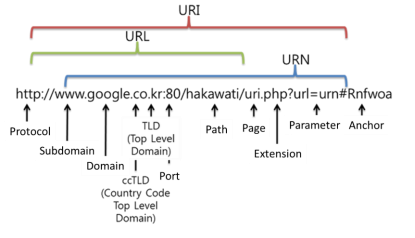 URI
URL
URN
http://www.google.co.kr:80/hakawati/uri.php?url=urn#Rnfwoa
Protocol
Subdomain
Domain
ccTLD
(Country Code
Top Level
Domain)
TLD
(Top Level
Domain)
Port
Path
Page
Extension
Parameter
Anchor